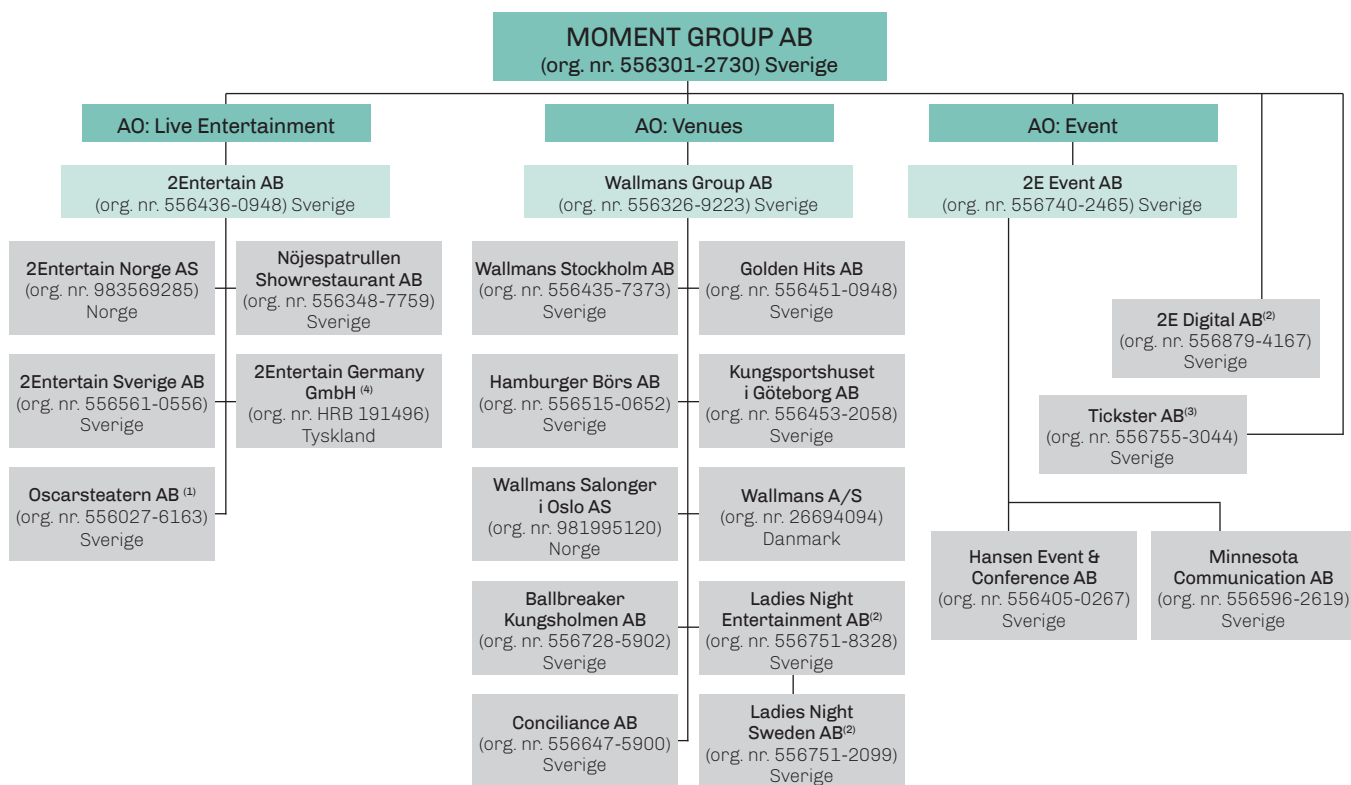 MOMENT GROUP AB
(org. nr. 556301-2730) Sverige
AO: Live Entertainment
2Entertain AB
(org. nr. 556436-0948) Sverige
2Entertain Norge AS
(org. nr. 983569285)
Norge
Nöjespatrullen
Showrestaurant AB
(org. nr. 556348-7759)
Sverige
2Entertain Sverige AB
(org. nr. 556561-0556)
Sverige
2Entertain Germany
GmbH (4)
(org. nr. HRB 191496)
Tyskland
Oscarsteatern AB (1)
(org. nr. 556027-6163)
Sverige
AO: Venues
Wallmans Group AB
(org. nr. 556326-9223) Sverige
Wallmans Stockholm AB
(org. nr. 556435-7373)
Sverige
Golden Hits AB
(org. nr. 556451-0948)
Sverige
Hamburger Börs AB
(org. nr. 556515-0652)
Sverige
Kungsportshuset
i Göteborg AB
(org. nr. 556453-2058)
Sverige
Wallmans Salonger
i Oslo AS
(org. nr. 981995120)
Norge
Wallmans A/S
(org. nr. 26694094)
Danmark
Ballbreaker
Kungsholmen AB
(org. nr. 556728-5902)
Sverige
Ladies Night
Entertainment AB(2)
(org. nr. 556751-8328)
Sverige
Conciliance AB
(org. nr. 556647-5900)
Sverige
Ladies Night
Sweden AB(2)
(org. nr. 556751-2099)
Sverige
AO: Event
2E Event AB
(org. nr. 556740-2465) Sverige
2E Digital AB(2)
(org. nr. 556879-4167)
Sverige
Tickster AB(3)
(org. nr. 556755-3044)
Sverige
Hansen Event &
Conference AB
(org. nr. 556405-0267)
Sverige
Minnesota
Communication AB
(org. nr. 556596-2619)
Sverige